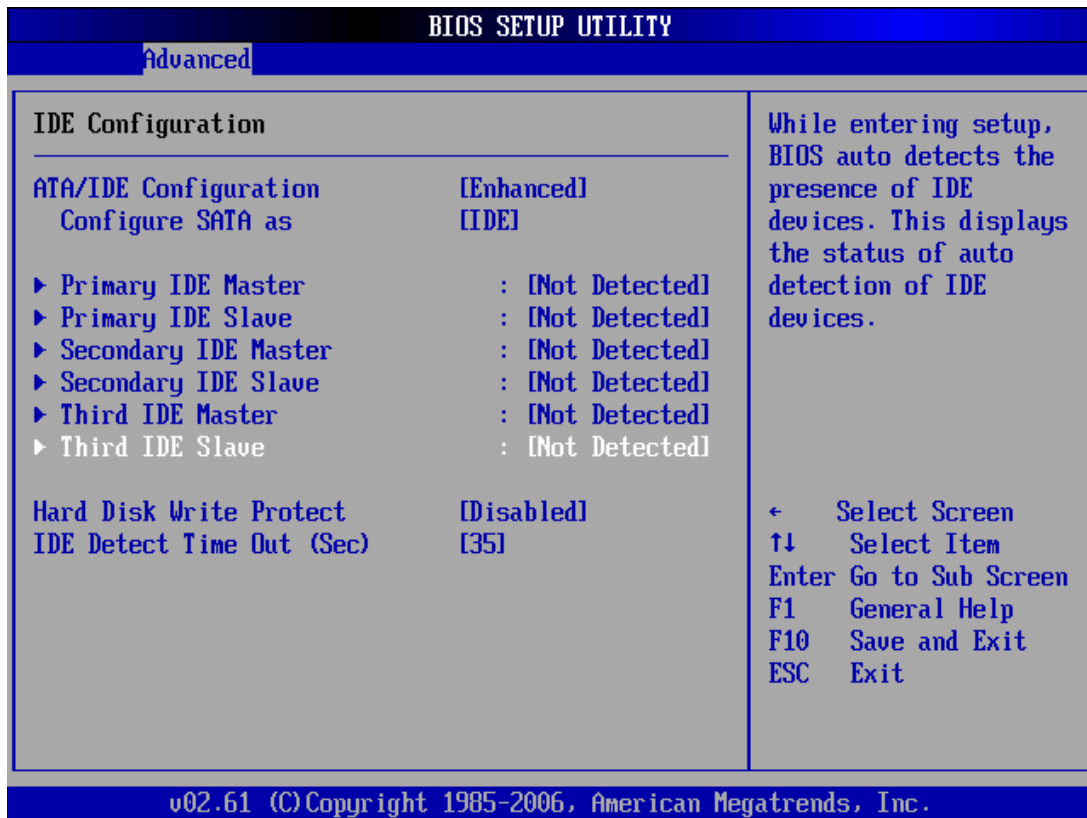 BIOS SETUP UTILITY
Advanced
IDE Configuration
ATA/IDE Configuration [Enhanced]
Configure SATA as [IDE]
Primary IDE Master : [Not Detected]
Primary IDE Slave : [Not Detected]
Secondary IDE Master : [Not Detected]
Secondary IDE Slave : [Not Detected]
Third IDE Master : [Not Detected]
Third IDE Slave : [Not Detected]
Hard Disk Write Protect [Disabled]
IDE Detect Time Out (Sec) [35]
While entering setup,
BIOS auto detects the
presence of IDE
devices. This displays
the status of auto
detection of IDE
devices.
← Select Screen
↑↓ Select Item
Enter Go to Sub Screen
F1 General Help
F10 Save and Exit
ESC Exit
v02.61 (C)Copyright 1985-2006, American Megatrends, Inc.